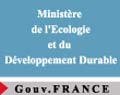 Ministère
de l'Ecologie
et du
Développement Durable
Gouv.FRANCE